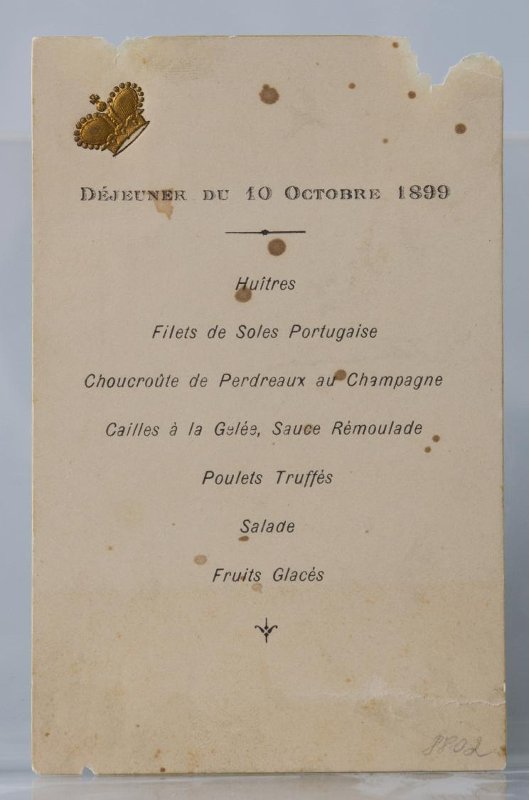 Déjeuner du 10 Octobre 1899
Huîtres
Filets de Soles Portugaise
Choucroûte de Perdreaux au Champagne
Cailles à la Gelée, Sauce Rémoulade
Poulets Truffés
Salade
Fruits Glacés